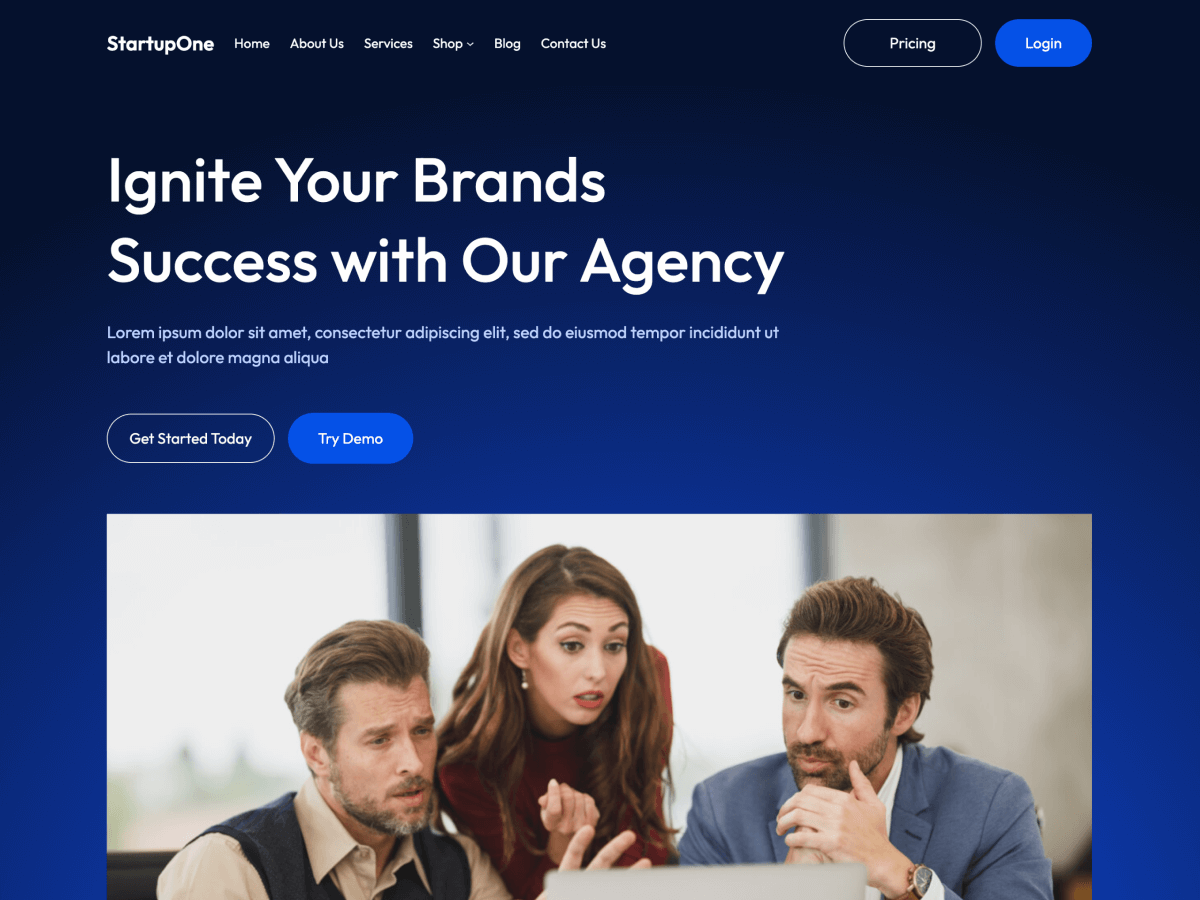 StartupOne Home About Us Services Shop Blog Contact Us Pricing Login
Ignite Your Brands
Success with Our Agency
Lorem ipsum dolor sit amet, consectetur adipiscing elit, sed do eiusmod tempor incididunt ut
labore et dolore magna aliqua
Get Started Today Try Demo